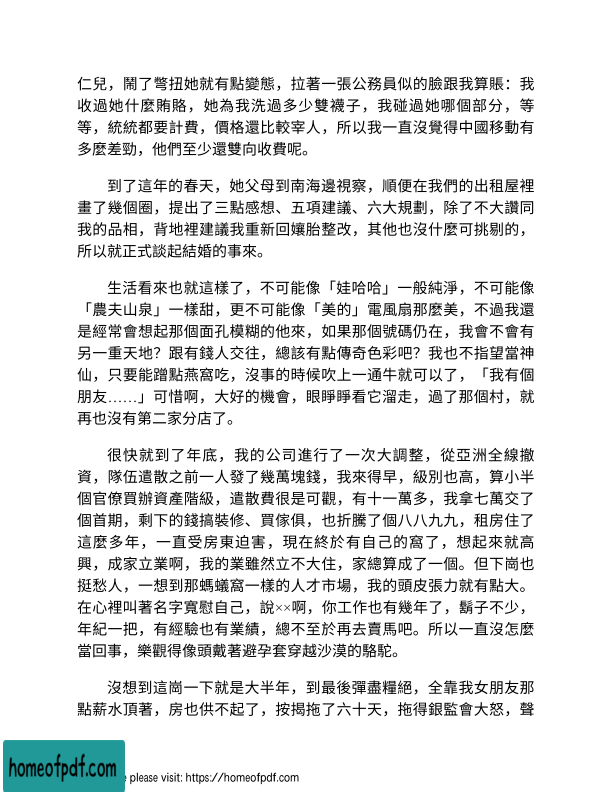 仁兒，鬧了彆扭她就有點變態，拉著一張公務員似的臉跟我算賬：我
收過她什麼賄賂，她為我洗過多少雙襪子，我碰過她哪個部分，等
等，統統都要計費，價格還比較宰人，所以我一直沒覺得中國移動有
多麼差勁，他們至少還雙向收費呢。
到了這年的春天，她父母到南海邊視察，順便在我們的出租屋裡
畫了幾個圈，提出了三點感想、五項建議、六大規劃，除了不大讚同
我的品相，背地裡建議我重新回孃胎整改，其他也沒什麼可挑剔的，
所以就正式談起結婚的事來。
生活看來也就這樣了，不可能像「娃哈哈」一般純淨，不可能像
「農夫山泉」一樣甜，更不可能像「美的」電風扇那麼美，不過我還
是經常會想起那個面孔模糊的他來，如果那個號碼仍在，我會不會有
另一重天地？跟有錢人交往，總該有點傳奇色彩吧？我也不指望當神
仙，只要能蹭點燕窩吃，沒事的時候吹上一通牛就可以了，「我有個
朋友……」可惜啊，大好的機會，眼睜睜看它溜走，過了那個村，就
再也沒有第二家分店了。
很快就到了年底，我的公司進行了一次大調整，從亞洲全線撤
資，隊伍遣散之前一人發了幾萬塊錢，我來得早，級別也高，算小半
個官僚買辦資產階級，遣散費很是可觀，有十一萬多，我拿七萬交了
個首期，剩下的錢搞裝修、買傢俱，也折騰了個八八九九，租房住了
這麼多年，一直受房東迫害，現在終於有自己的窩了，想起來就高
興，成家立業啊，我的業雖然立不大住，家總算成了一個。但下崗也
挺愁人，一想到那螞蟻窩一樣的人才市場，我的頭皮張力就有點大。
在心裡叫著名字寬慰自己，說××啊，你工作也有幾年了，鬍子不少，
年紀一把，有經驗也有業績，總不至於再去賣馬吧。所以一直沒怎麼
當回事，樂觀得像頭戴著避孕套穿越沙漠的駱駝。
沒想到這崗一下就是大半年，到最後彈盡糧絕，全靠我女朋友那
點薪水頂著，房也供不起了，按揭拖了六十天，拖得銀監會大怒，聲
homeofpdf.com
e please visit: https://homeofpdf.com